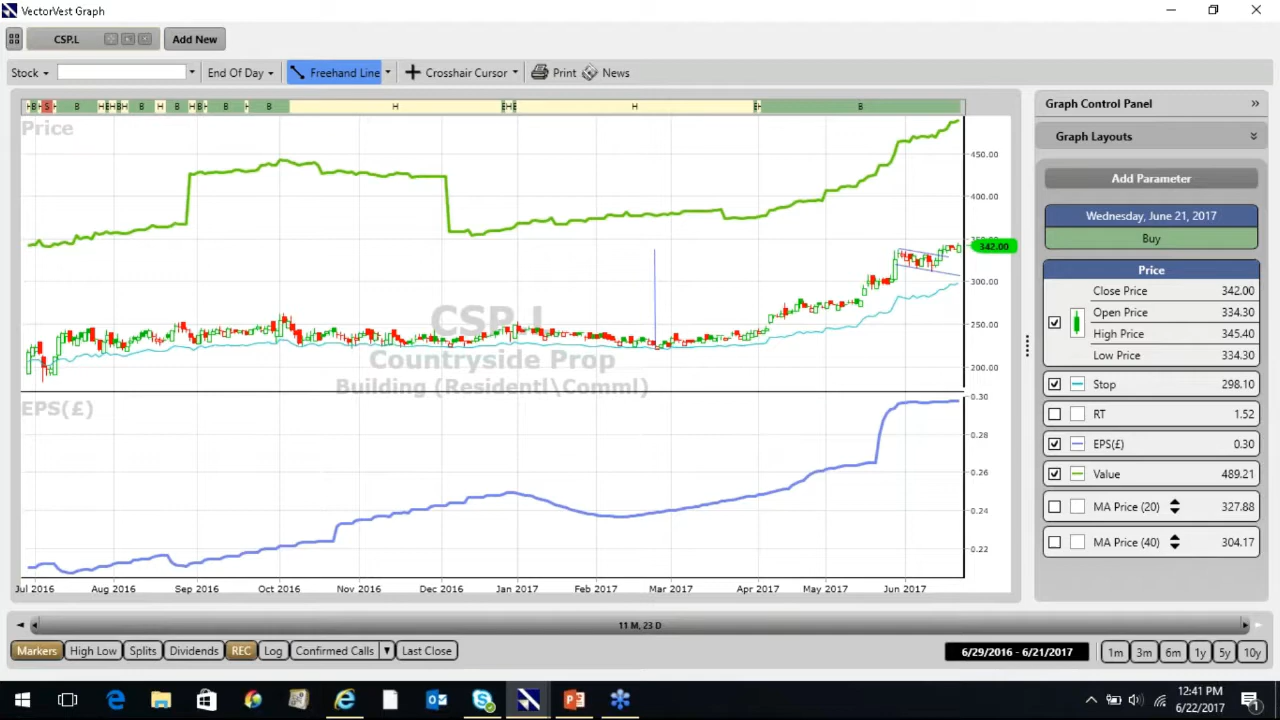 VectorVest Graph
CSP.L
Add New
Stock
End Of Day
Freehand Line
Crosshair Cursor
Print
News
B S B H E H B H B H B H B H B H B H E H E H E H B
Price
450.00
400.00
342.00
300.00
250.00
200.00
CSP.L
Countryside Prop
Building (Residentl\Comml)
EPS(£)
0.30
0.28
0.26
0.24
0.22
Jul 2016 Aug 2016 Sep 2016 Oct 2016 Nov 2016 Dec 2016 Jan 2017 Feb 2017 Mar 2017 Apr 2017 May 2017 Jun 2017
Graph Control Panel
Graph Layouts
Add Parameter
Wednesday, June 21, 2017
Buy
Price
Close Price 342.00
Open Price 334.30
High Price 345.40
Low Price 334.30
Stop 298.10
RT 1.52
EPS(£) 0.30
Value 489.21
MA Price (20) 327.88
MA Price (40) 304.17
11 M, 23 D
Markers High Low Splits Dividends REC Log Confirmed Calls Last Close
6/29/2016 - 6/21/2017
1m 3m 6m 1y 5y 10y
12:41 PM
6/22/2017
1